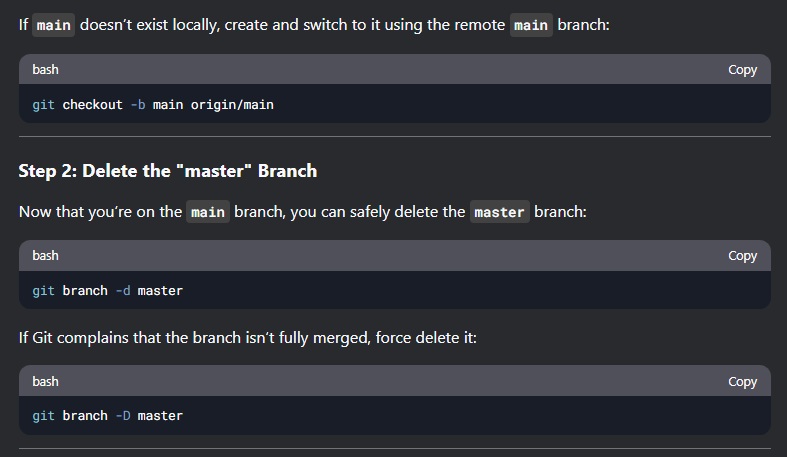 If main doesn't exist locally, create and switch to it using the remote main branch:
bash Copy
git checkout -b main origin/main
Step 2: Delete the "master" Branch
Now that you're on the main branch, you can safely delete the master branch:
bash Copy
git branch -d master
If Git complains that the branch isn't fully merged, force delete it:
bash Copy
git branch -D master